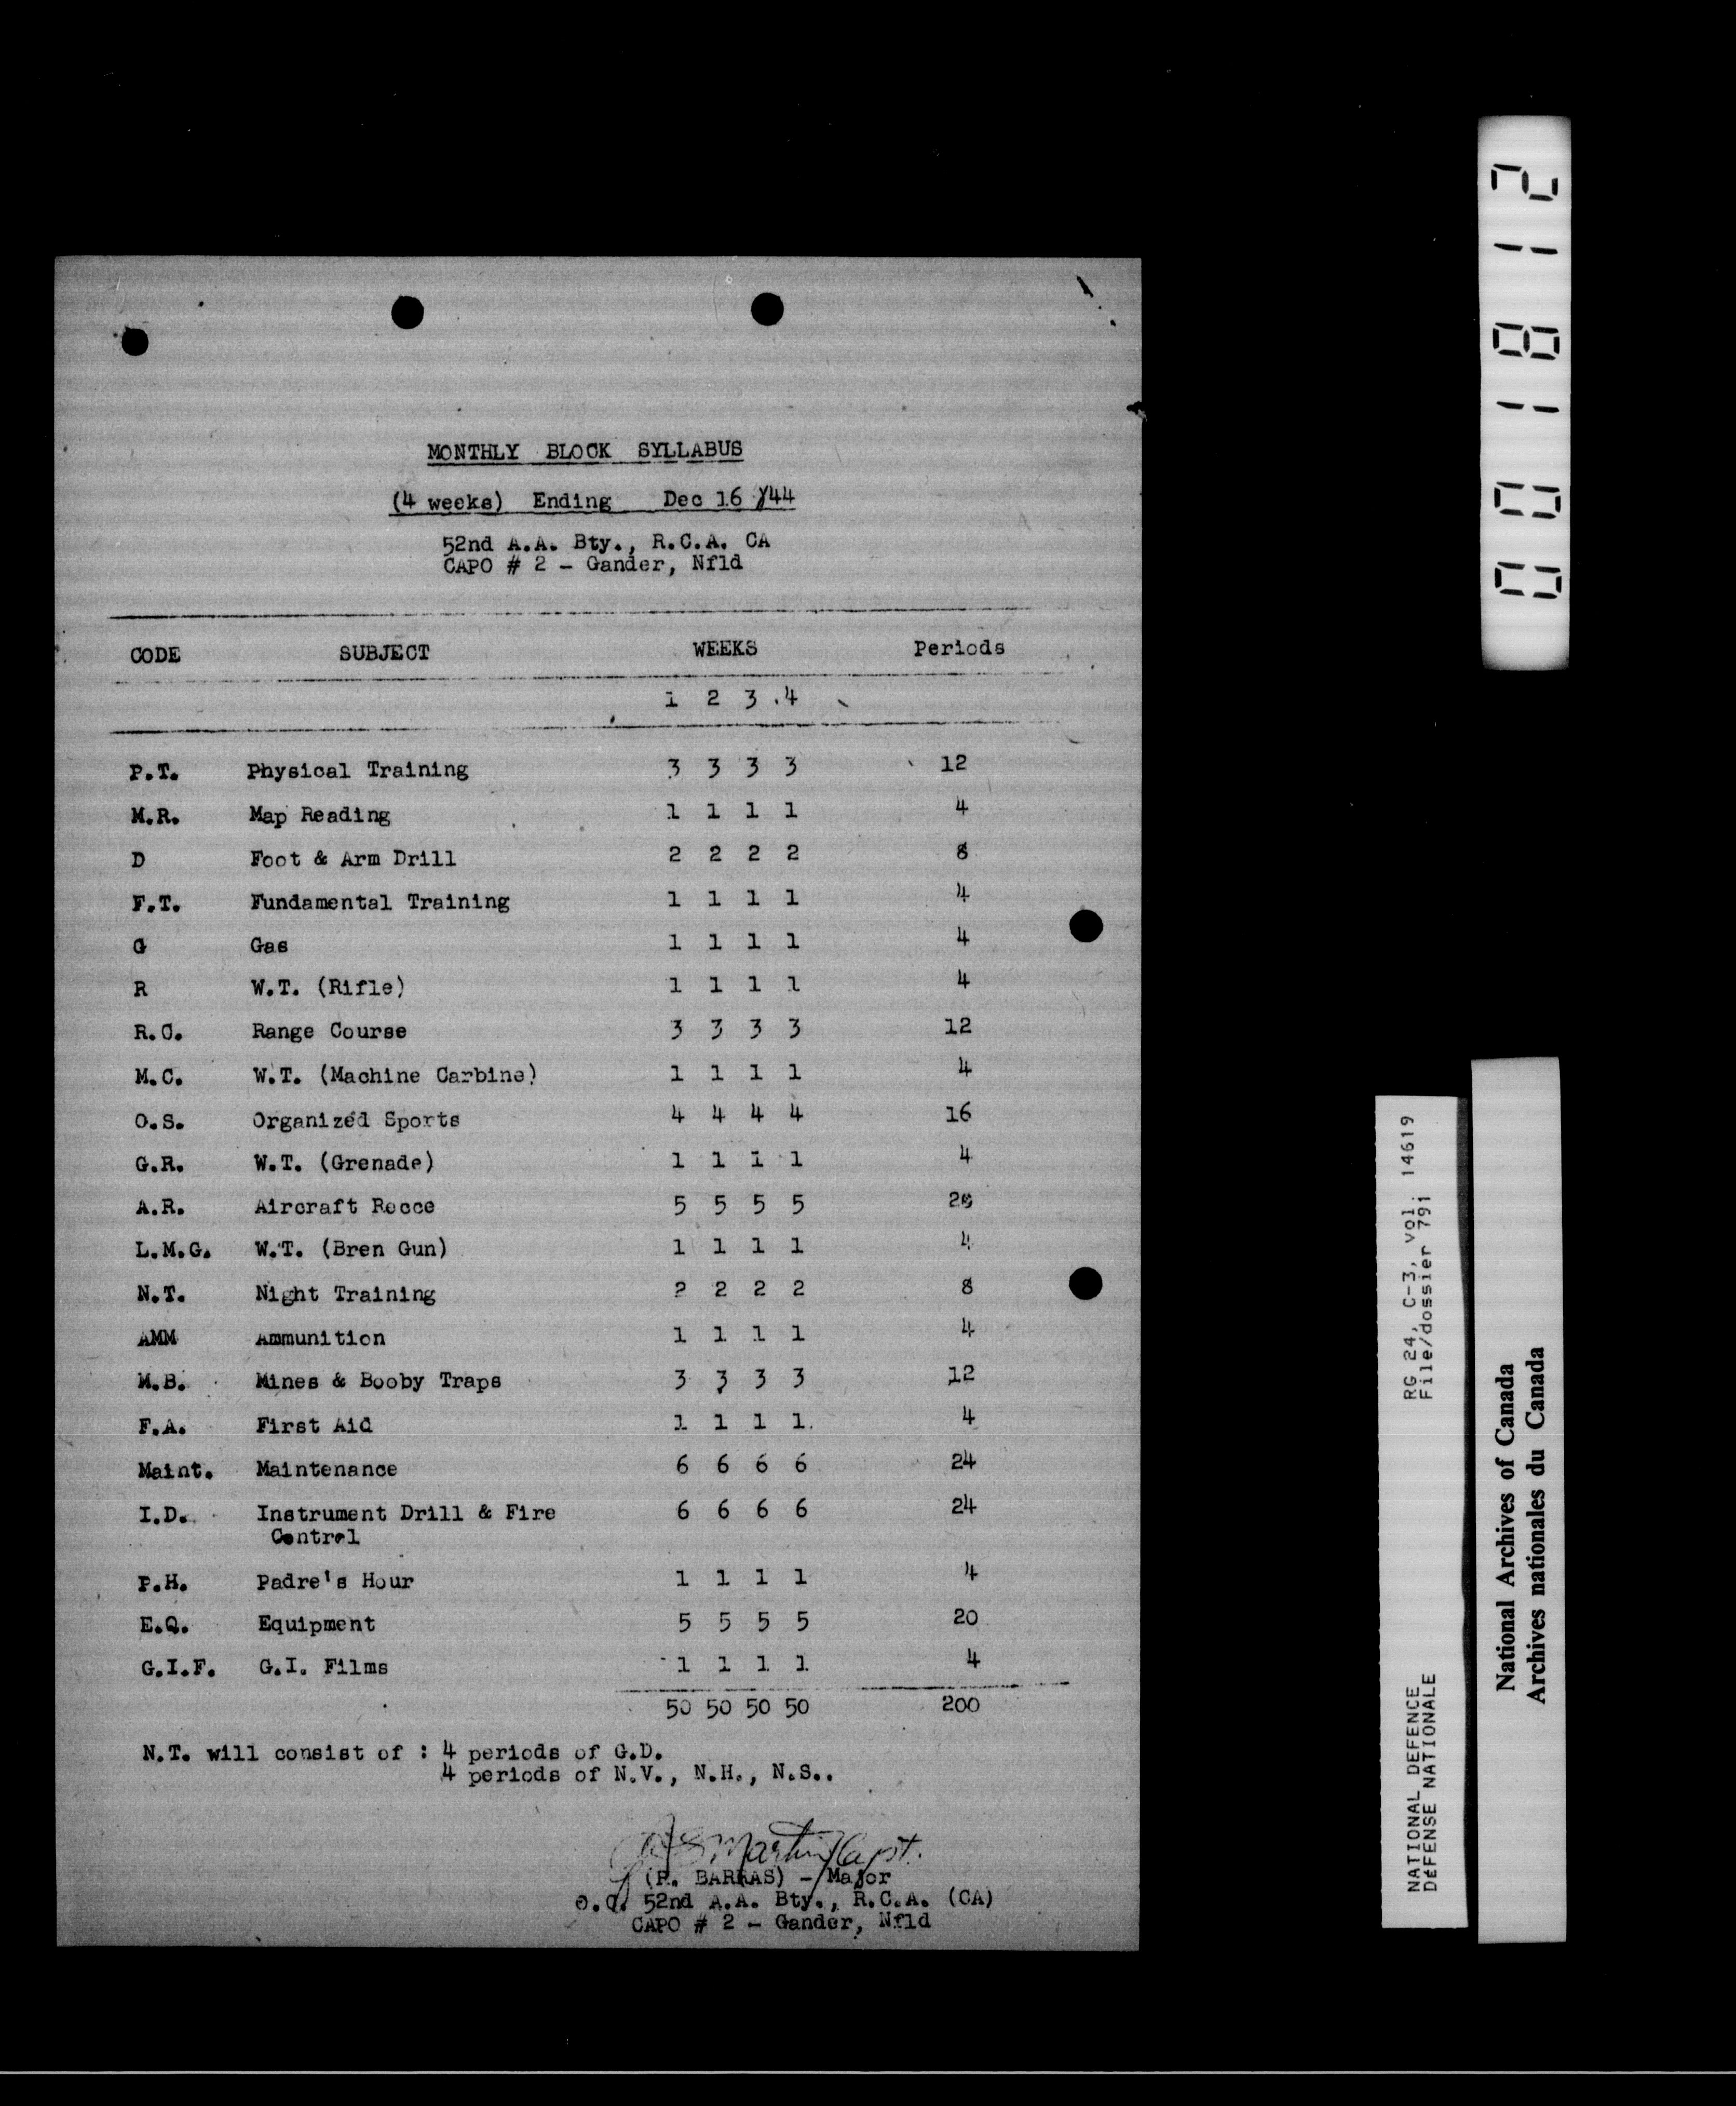 MONTHLY BLOCK SYLLABUS
(4 weeks) Ending Dec 16 /44
52nd A.A. Bty., R.C.A. CA
CAPO # 2 - Gander, Nfld
CODE SUBJECT WEEKS Periods
1 2 3 4
P.T. Physical Training 3 3 3 3 12
M.R. Map Reading 1 1 1 1 4
D Foot & Arm Drill 2 2 2 2 8
F.T. Fundamental Training 1 1 1 1 4
G Gas 1 1 1 1 4
R W.T. (Rifle) 1 1 1 1 4
R.C. Range Course 3 3 3 3 12
M.C. W.T. (Machine Carbine) 1 1 1 1 4
O.S. Organized Sports 4 4 4 4 16
G.R. W.T. (Grenade) 1 1 1 1 4
A.R. Aircraft Recce 5 5 5 5 20
L.M.G. W.T. (Bren Gun) 1 1 1 1 4
N.T. Night Training 2 2 2 2 8
AMM Ammunition 1 1 1 1 4
M.B. Mines & Booby Traps 3 3 3 3 12
F.A. First Aid 1 1 1 1 4
Maint. Maintenance 6 6 6 6 24
I.D. Instrument Drill & Fire 6 6 6 6 24
Control
P.H. Padre's Hour 1 1 1 1 4
E.Q. Equipment 5 5 5 5 20
G.I.F. G.I. Films 1 1 1 1 4
50 50 50 50 200
N.T. will consist of : 4 periods of G.D.
4 periods of N.V., N.H., N.S..
Martin Capt.
(R. BARRAS) - Major
O.C. 52nd A.A. Bty., R.C.A. (CA)
CAPO # 2 - Gander, Nfld
001812
NATIONAL DEFENCE RG 24, C-3, vol. 14619
DéFENSE NATIONALE File/dossier 791
National Archives of Canada
Archives nationales du Canada